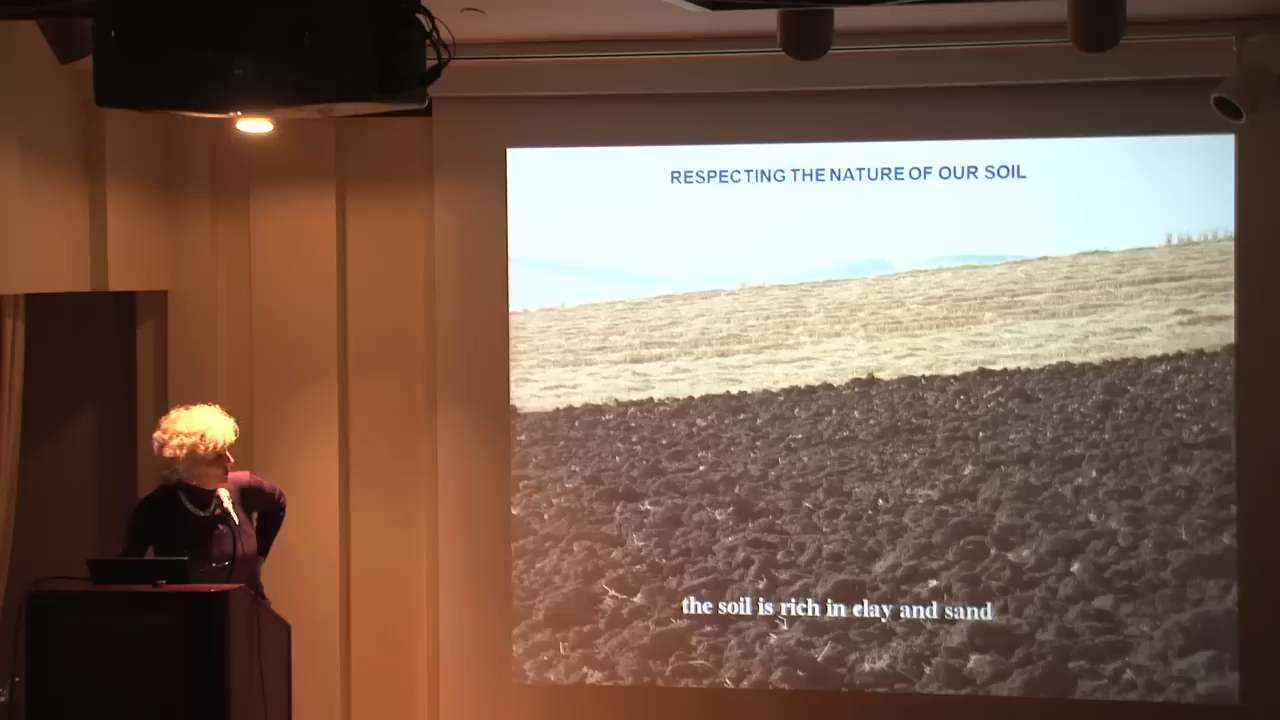 RESPECTING THE NATURE OF OUR SOIL
the soil is rich in clay and sand